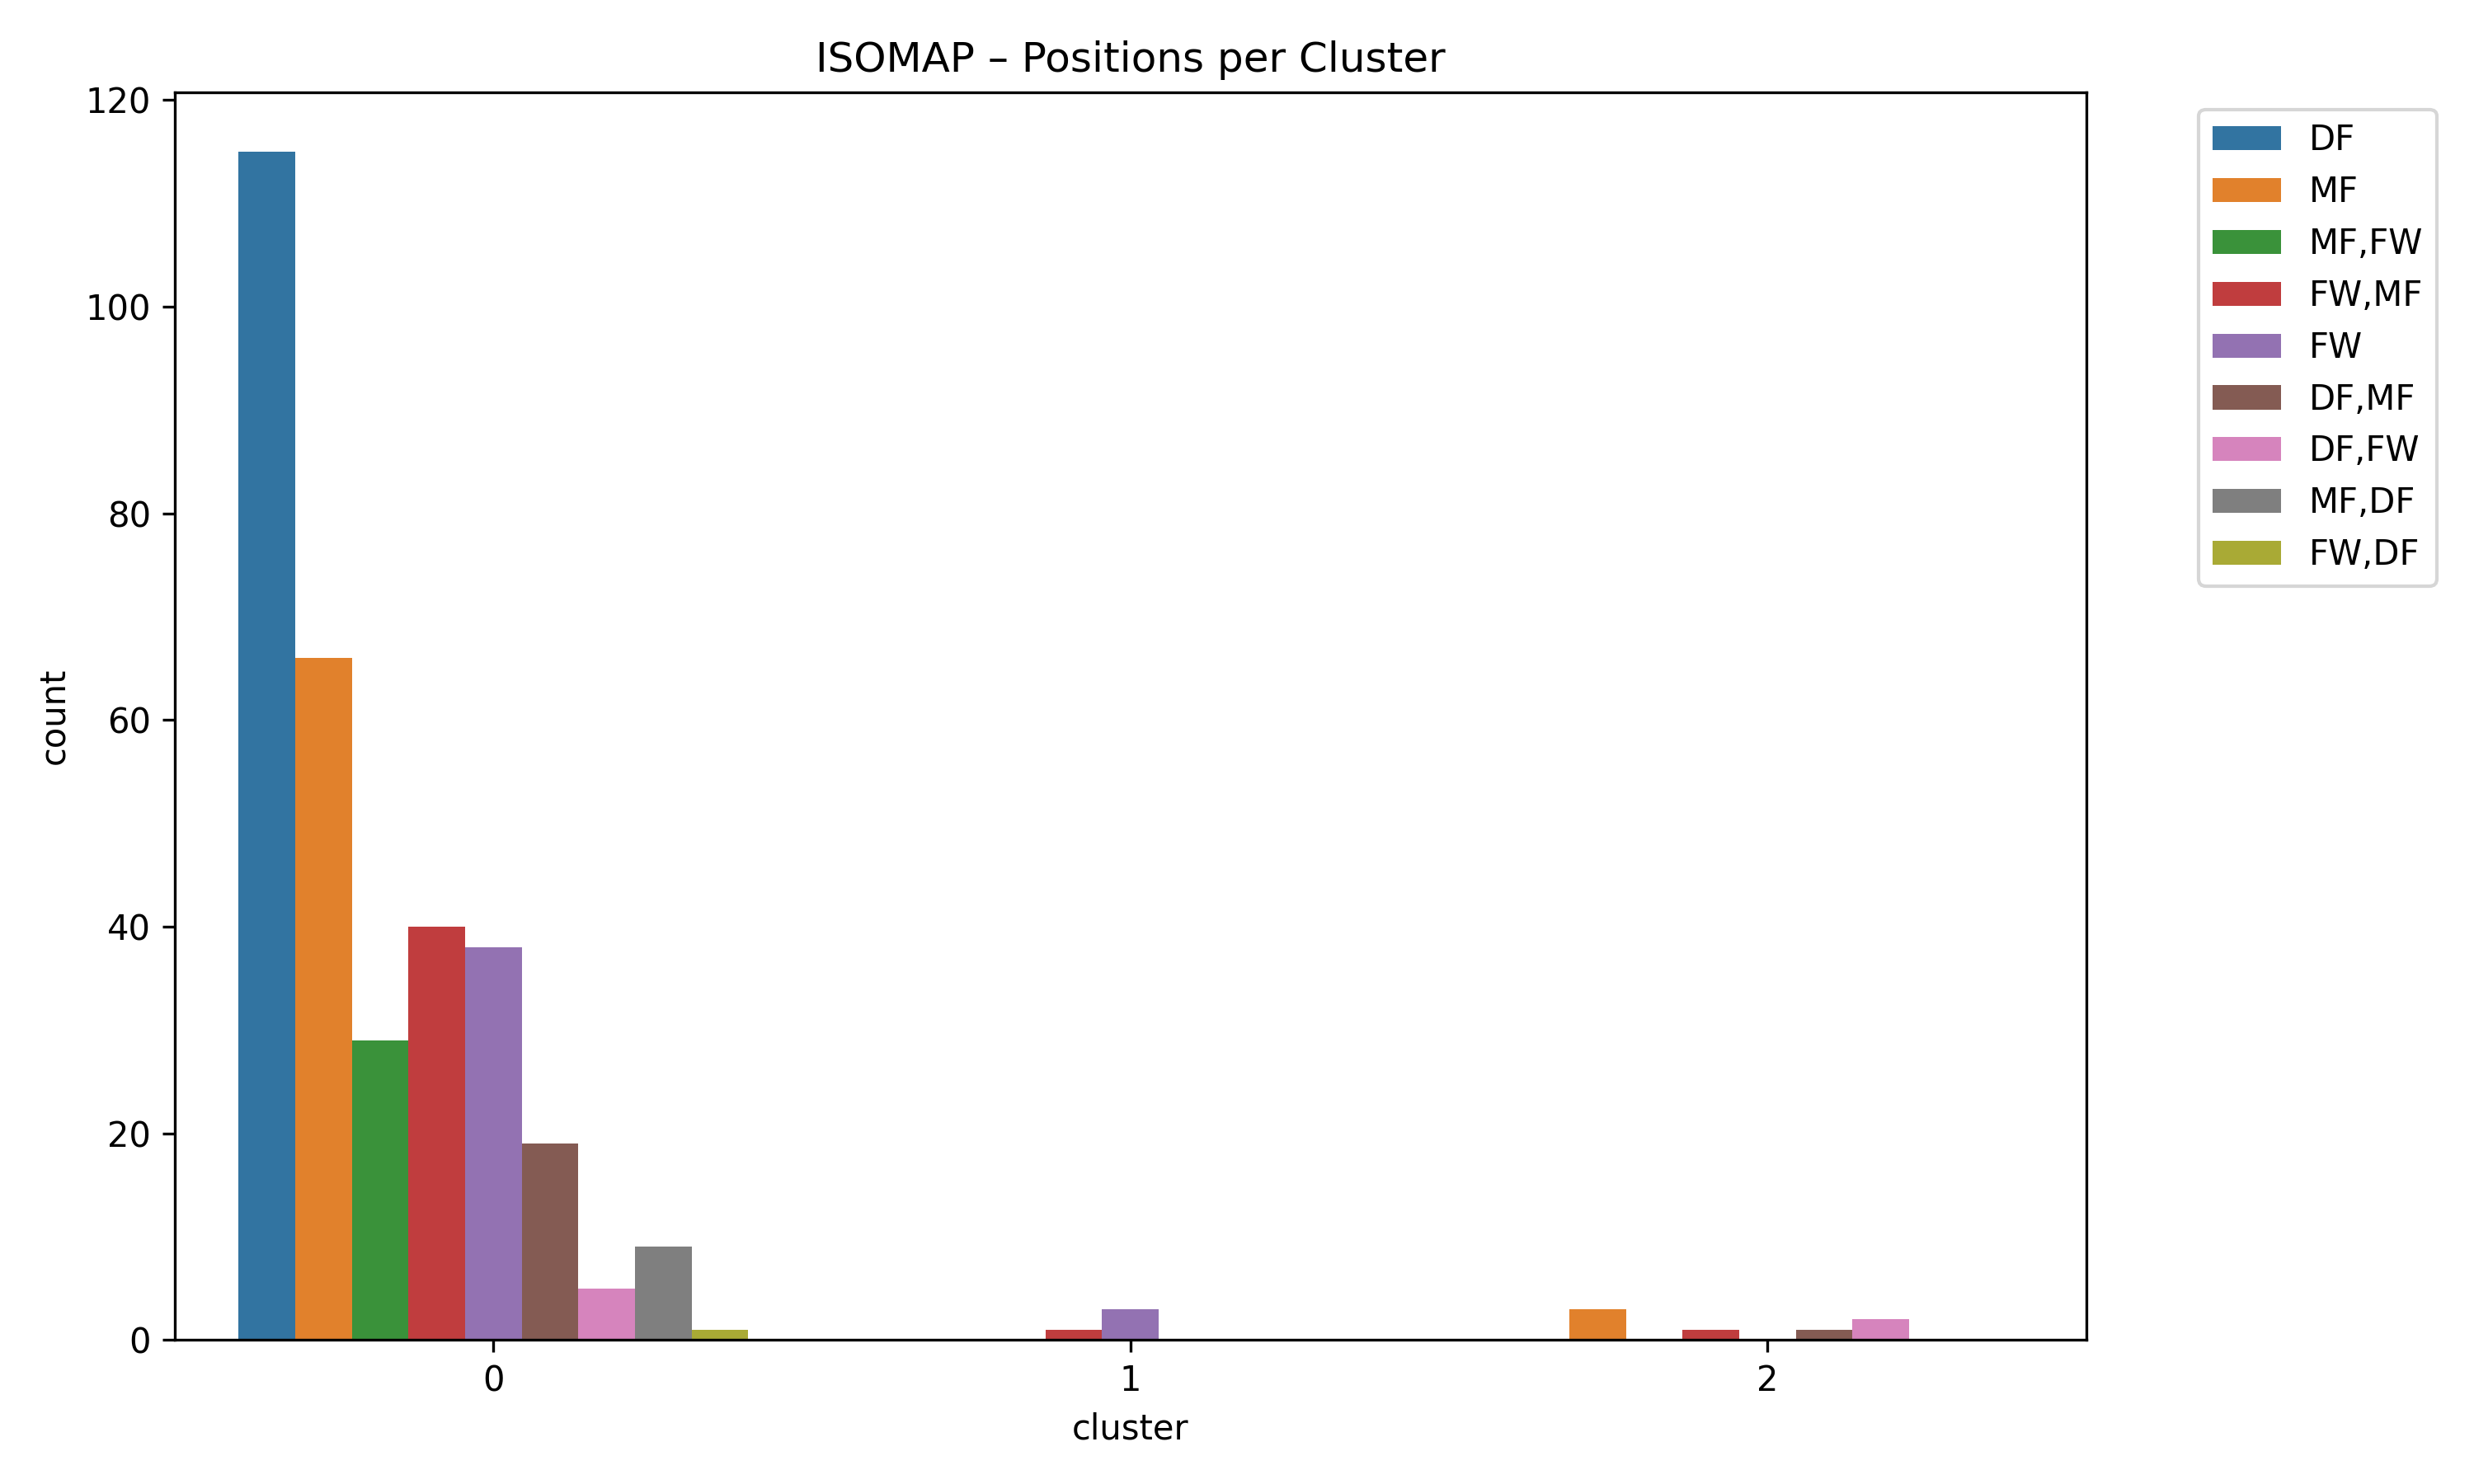 ISOMAP – Positions per Cluster
120
100
80
60
40
20
0
count
0 1 2
cluster
DF
MF
MF,FW
FW,MF
FW
DF,MF
DF,FW
MF,DF
FW,DF